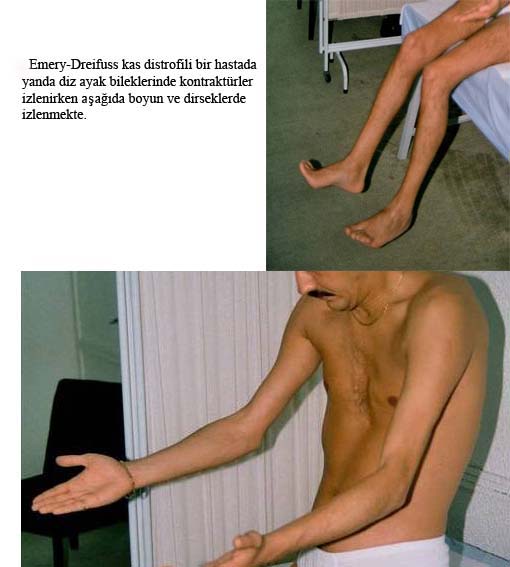 Emery-Dreifuss kas distrofili bir hastada
yanda diz ayak bileklerinde kontraktürler
izlenirken aşağıda boyun ve dirseklerde
izlenmekte.